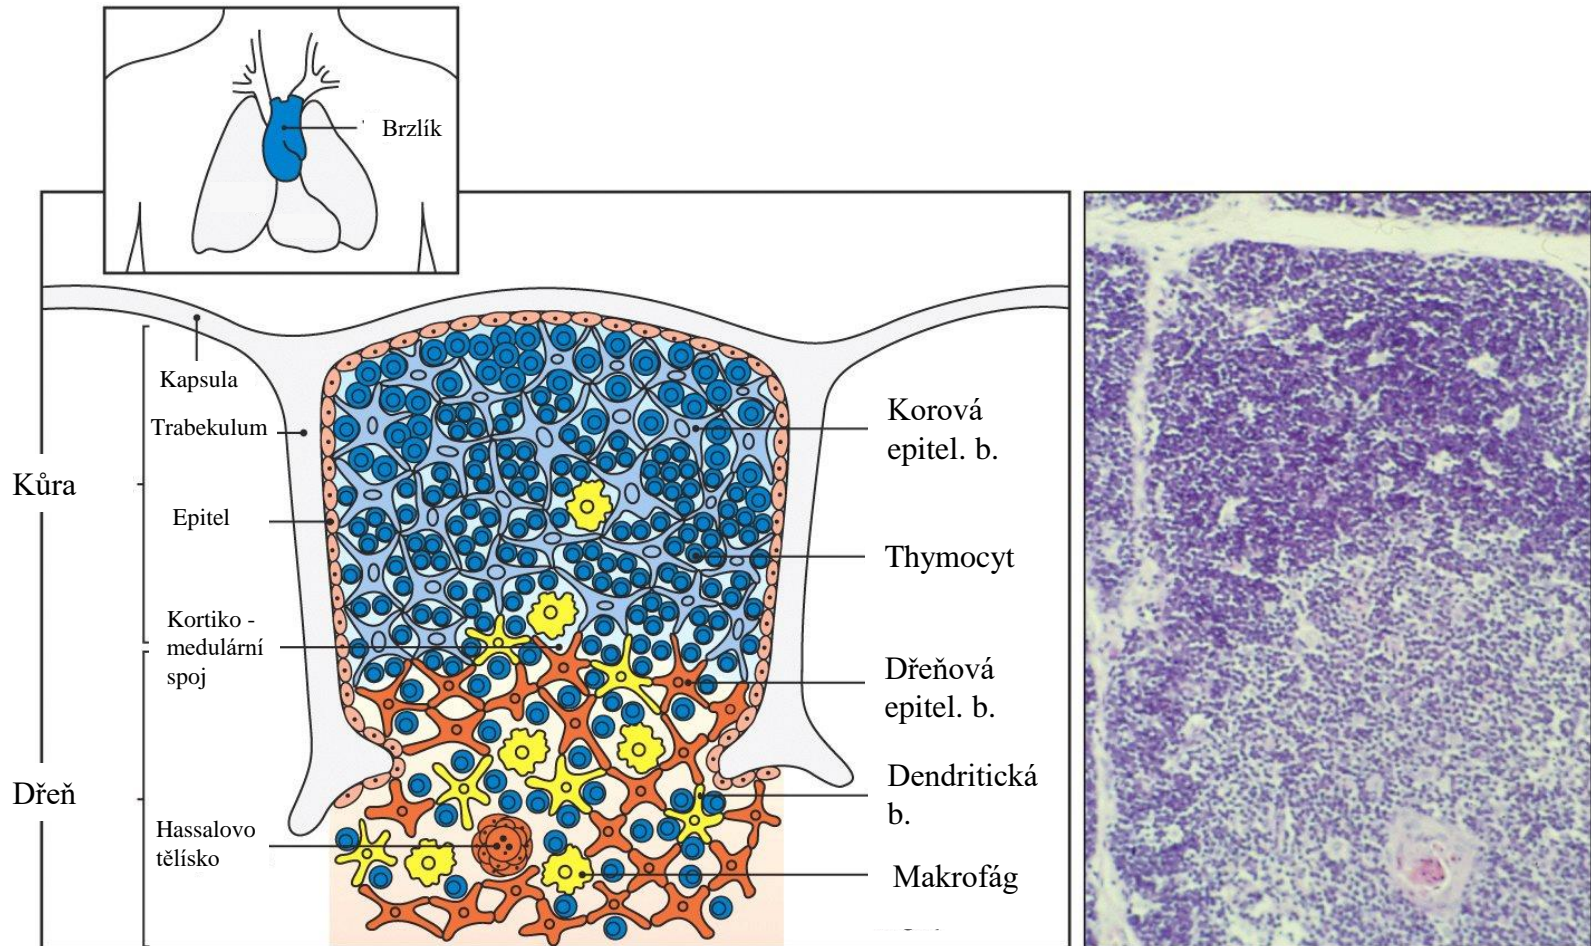 Brzlík
Kapsula
Trabekulum
Kůra
Epitel
Kortiko -
medulární
spoj
Dřeň
Hassalovo
tělísko
Korová
epitel. b.
Thymocyt
Dřeňová
epitel. b.
Dendritická
b.
Makrofág